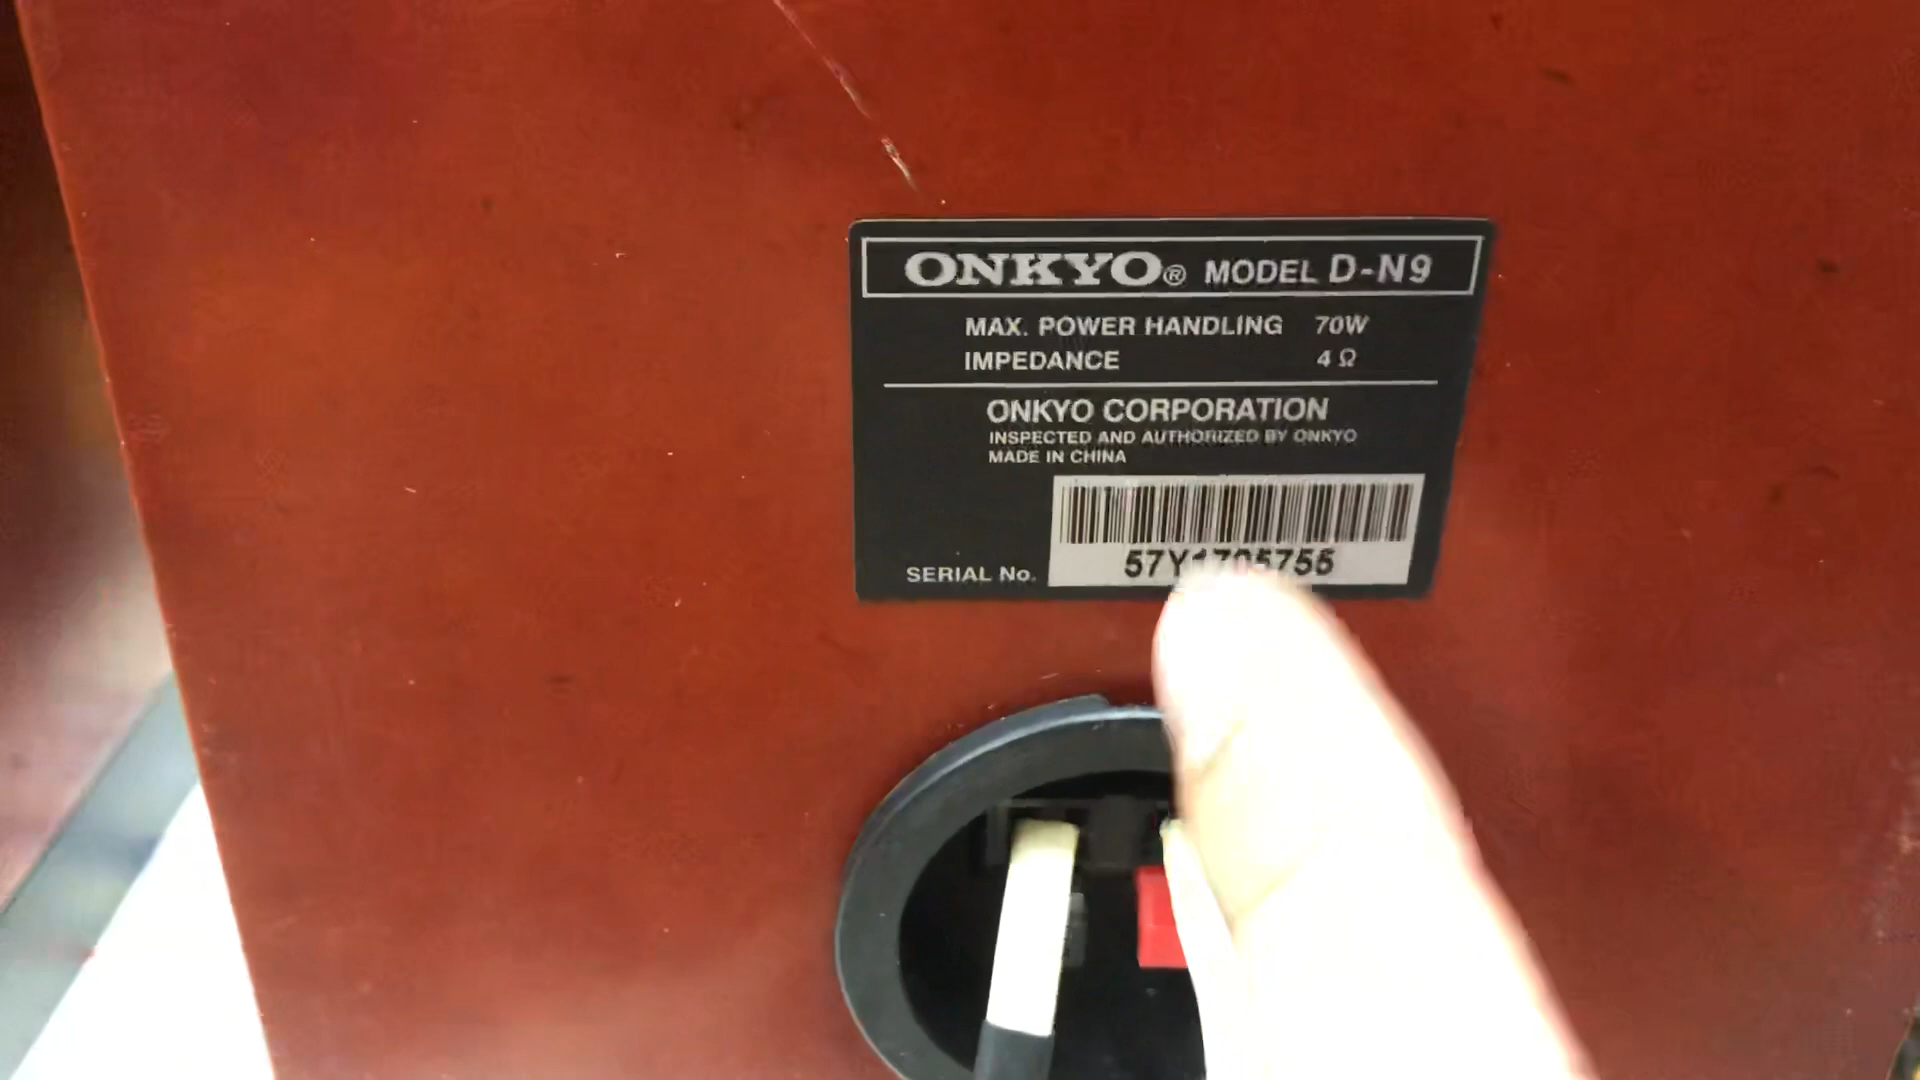 ONKYO® MODEL D-N9
MAX. POWER HANDLING 70W
IMPEDANCE 4 Ω
ONKYO CORPORATION
INSPECTED AND AUTHORIZED BY ONKYO
MADE IN CHINA
SERIAL No.